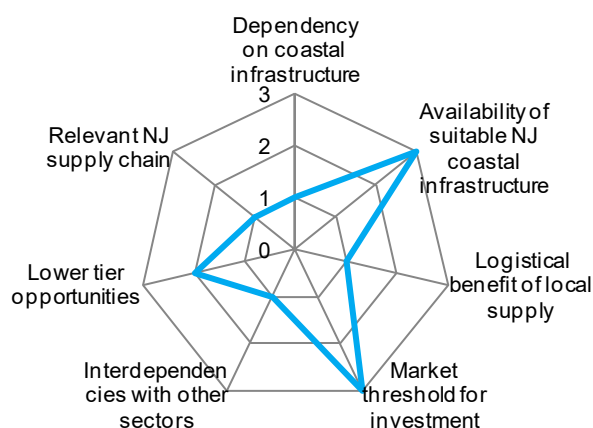 Dependency
on coastal
infrastructure
3
Availability of
suitable NJ
coastal
infrastructure
Relevant NJ
supply chain
2
1
0
Logistical
benefit of local
supply
Lower tier
opportunities
Interdependen
cies with other
sectors
Market
threshold for
investment